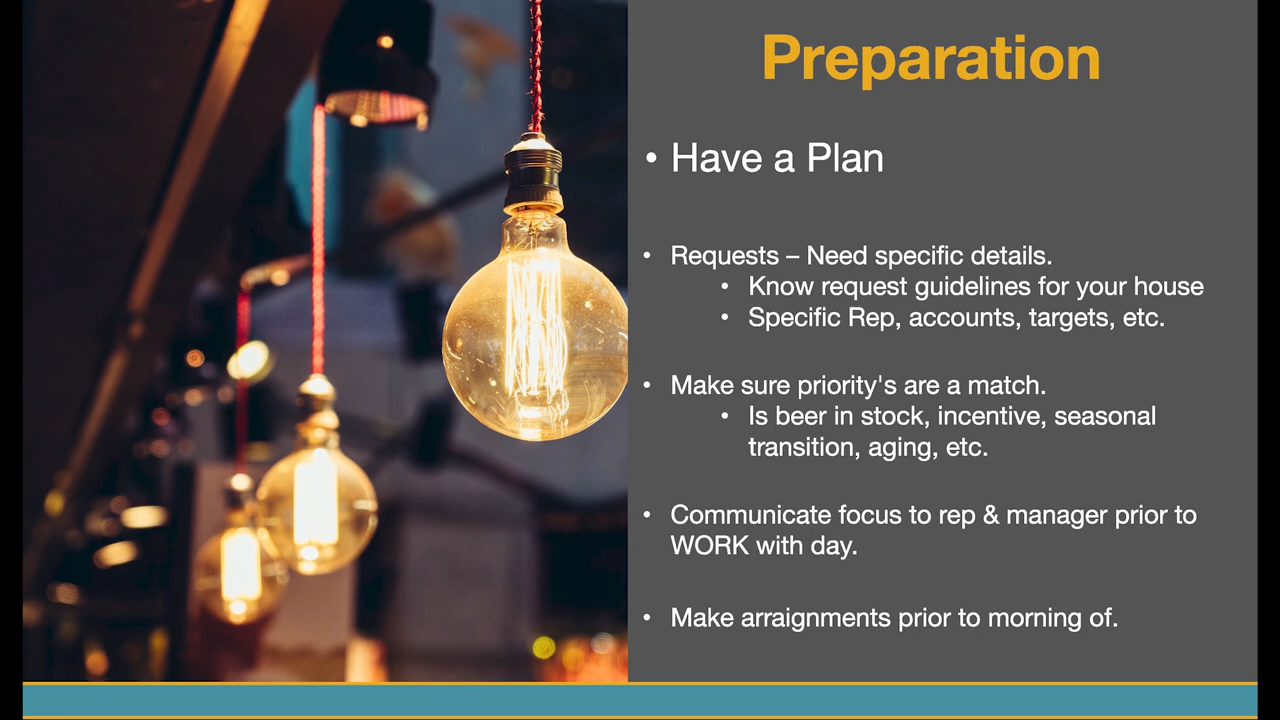 Preparation
• Have a Plan
• Requests – Need specific details.
• Know request guidelines for your house
• Specific Rep, accounts, targets, etc.
• Make sure priority's are a match.
• Is beer in stock, incentive, seasonal
transition, aging, etc.
• Communicate focus to rep & manager prior to
WORK with day.
• Make arraignments prior to morning of.